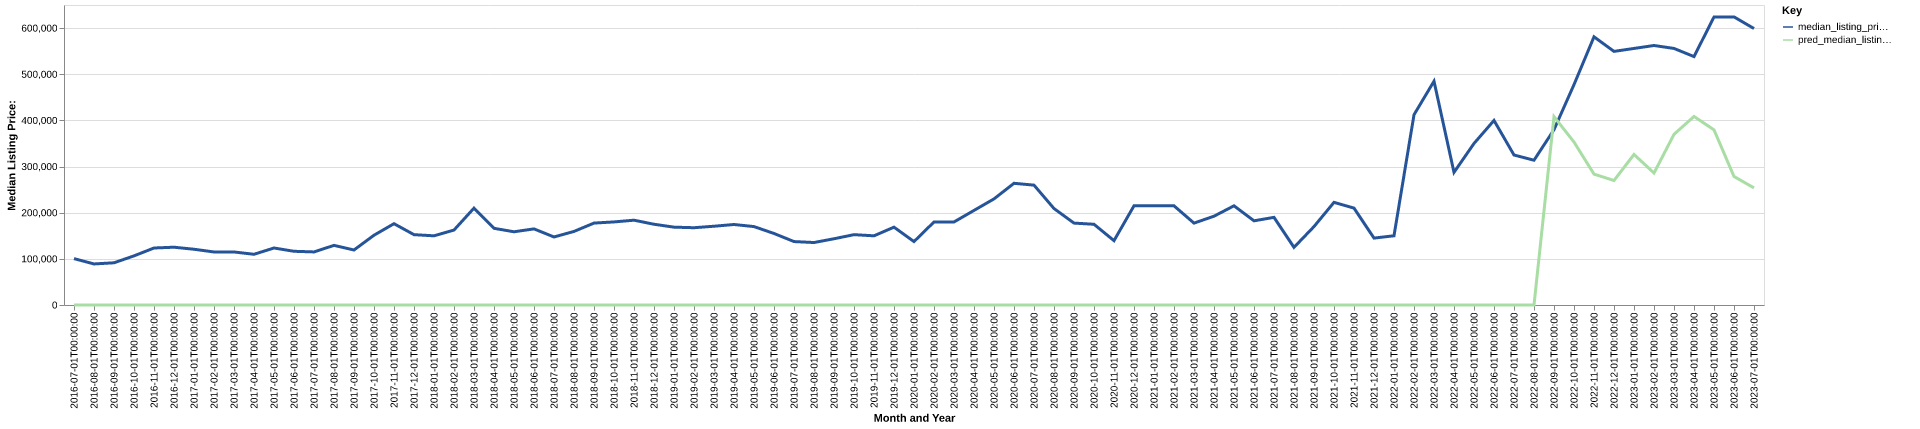 Key
median_listing_pri…
pred_median_listin…
Median Listing Price:
600,000
500,000
400,000
300,000
200,000
100,000
0
2016-07-01T00:00:00
2016-08-01T00:00:00
2016-09-01T00:00:00
2016-10-01T00:00:00
2016-11-01T00:00:00
2016-12-01T00:00:00
2017-01-01T00:00:00
2017-02-01T00:00:00
2017-03-01T00:00:00
2017-04-01T00:00:00
2017-05-01T00:00:00
2017-06-01T00:00:00
2017-07-01T00:00:00
2017-08-01T00:00:00
2017-09-01T00:00:00
2017-10-01T00:00:00
2017-11-01T00:00:00
2017-12-01T00:00:00
2018-01-01T00:00:00
2018-02-01T00:00:00
2018-03-01T00:00:00
2018-04-01T00:00:00
2018-05-01T00:00:00
2018-06-01T00:00:00
2018-07-01T00:00:00
2018-08-01T00:00:00
2018-09-01T00:00:00
2018-10-01T00:00:00
2018-11-01T00:00:00
2018-12-01T00:00:00
2019-01-01T00:00:00
2019-02-01T00:00:00
2019-03-01T00:00:00
2019-04-01T00:00:00
2019-05-01T00:00:00
2019-06-01T00:00:00
2019-07-01T00:00:00
2019-08-01T00:00:00
2019-09-01T00:00:00
2019-10-01T00:00:00
2019-11-01T00:00:00
2019-12-01T00:00:00
2020-01-01T00:00:00
2020-02-01T00:00:00
2020-03-01T00:00:00
2020-04-01T00:00:00
2020-05-01T00:00:00
2020-06-01T00:00:00
2020-07-01T00:00:00
2020-08-01T00:00:00
2020-09-01T00:00:00
2020-10-01T00:00:00
2020-11-01T00:00:00
2020-12-01T00:00:00
2021-01-01T00:00:00
2021-02-01T00:00:00
2021-03-01T00:00:00
2021-04-01T00:00:00
2021-05-01T00:00:00
2021-06-01T00:00:00
2021-07-01T00:00:00
2021-08-01T00:00:00
2021-09-01T00:00:00
2021-10-01T00:00:00
2021-11-01T00:00:00
2021-12-01T00:00:00
2022-01-01T00:00:00
2022-02-01T00:00:00
2022-03-01T00:00:00
2022-04-01T00:00:00
2022-05-01T00:00:00
2022-06-01T00:00:00
2022-07-01T00:00:00
2022-08-01T00:00:00
2022-09-01T00:00:00
2022-10-01T00:00:00
2022-11-01T00:00:00
2022-12-01T00:00:00
2023-01-01T00:00:00
2023-02-01T00:00:00
2023-03-01T00:00:00
2023-04-01T00:00:00
2023-05-01T00:00:00
2023-06-01T00:00:00
2023-07-01T00:00:00
Month and Year